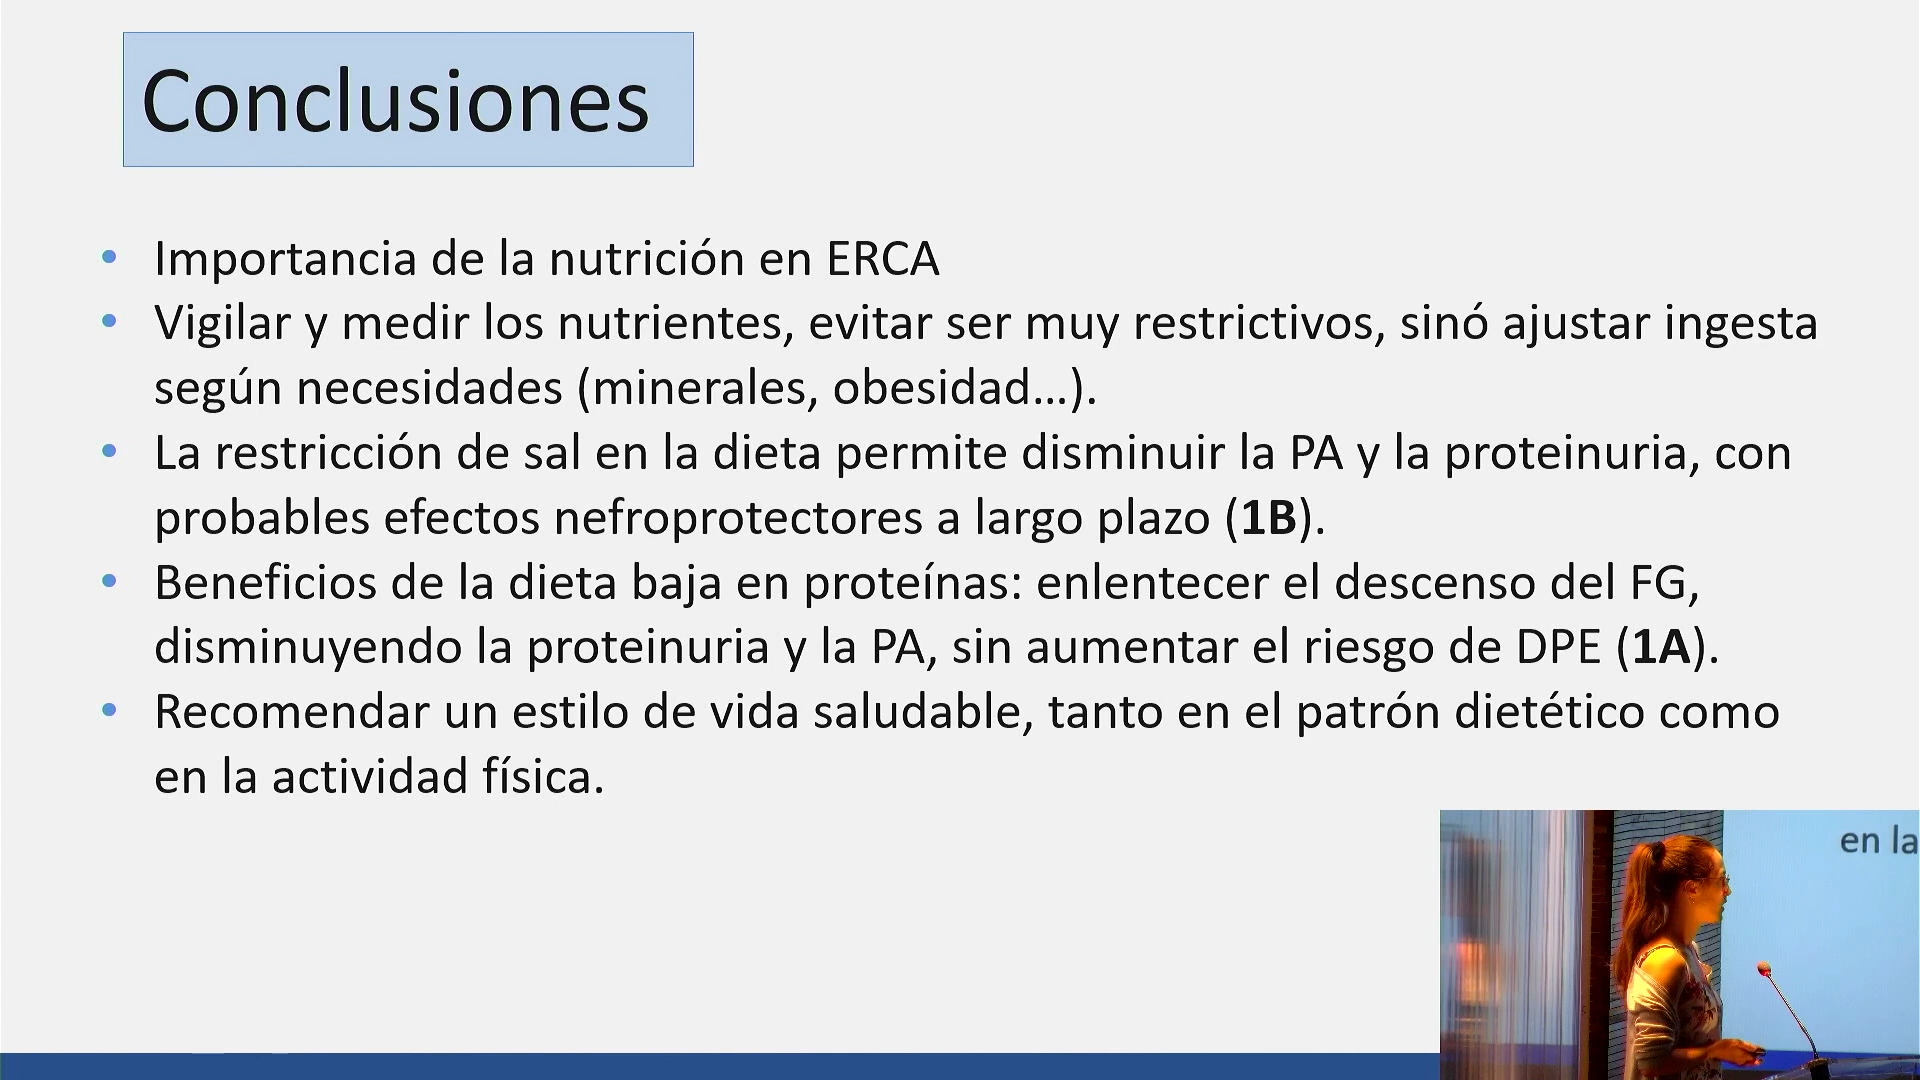 Conclusiones
• Importancia de la nutrición en ERCA
• Vigilar y medir los nutrientes, evitar ser muy restrictivos, sinó ajustar ingesta
según necesidades (minerales, obesidad...).
• La restricción de sal en la dieta permite disminuir la PA y la proteinuria, con
probables efectos nefroprotectores a largo plazo (1B).
• Beneficios de la dieta baja en proteínas: enlentecer el descenso del FG,
disminuyendo la proteinuria y la PA, sin aumentar el riesgo de DPE (1A).
• Recomendar un estilo de vida saludable, tanto en el patrón dietético como
en la actividad física.
en la